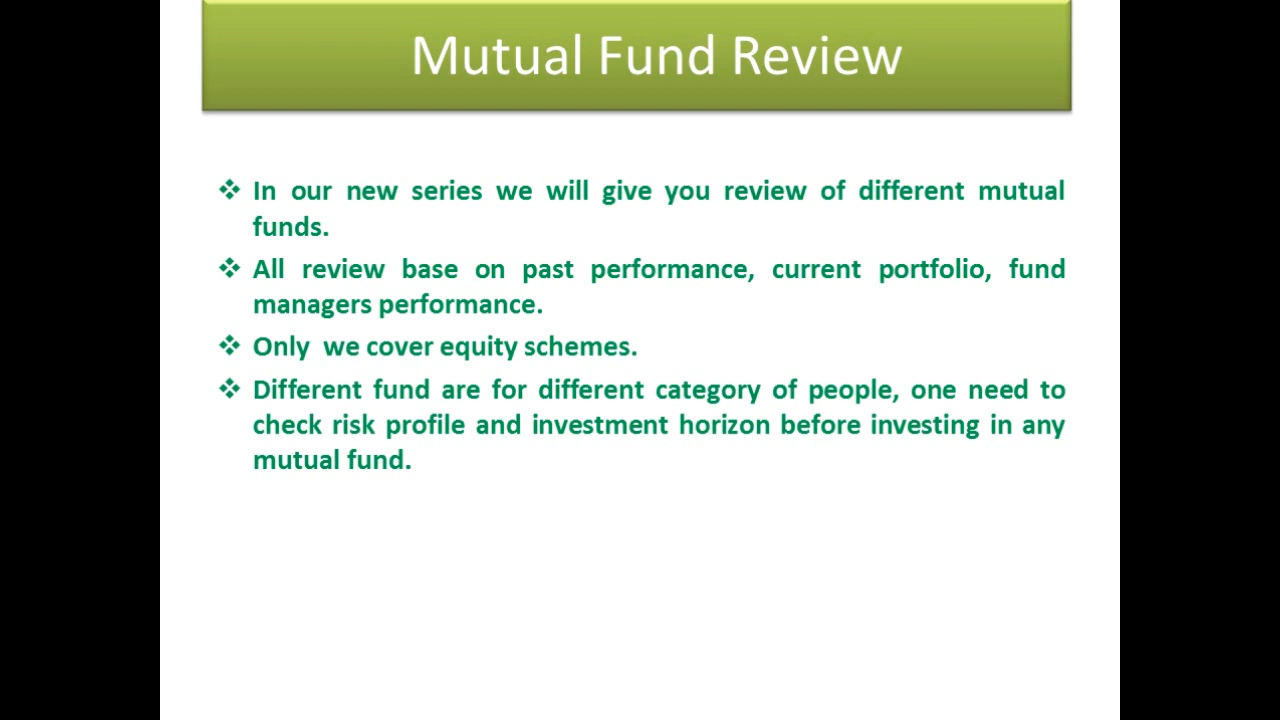 Mutual Fund Review
❖ In our new series we will give you review of different mutual
funds.
❖ All review base on past performance, current portfolio, fund
managers performance.
❖ Only  we cover equity schemes.
❖ Different fund are for different category of people, one need to
check risk profile and investment horizon before investing in any
mutual fund.